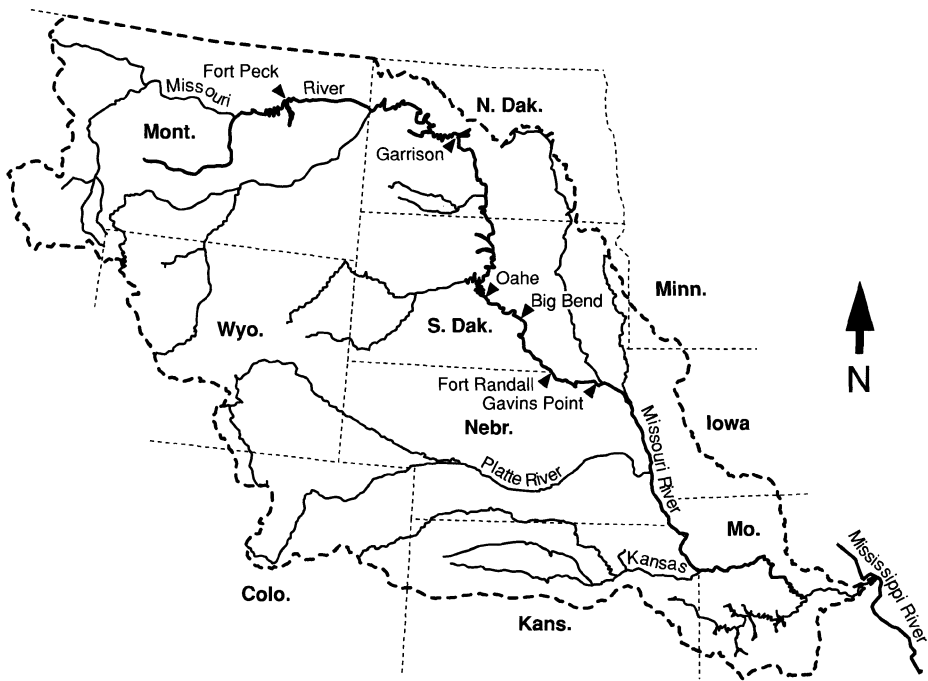 Fort Peck
Missouri River
N. Dak.
Mont.
Garrison
Oahe
Minn.
Big Bend
Wyo.
S. Dak.
N
Fort Randall
Gavins Point
Iowa
Nebr.
Missouri River
Platte River
Mo.
Mississippi River
Kansas
Colo.
Kans.